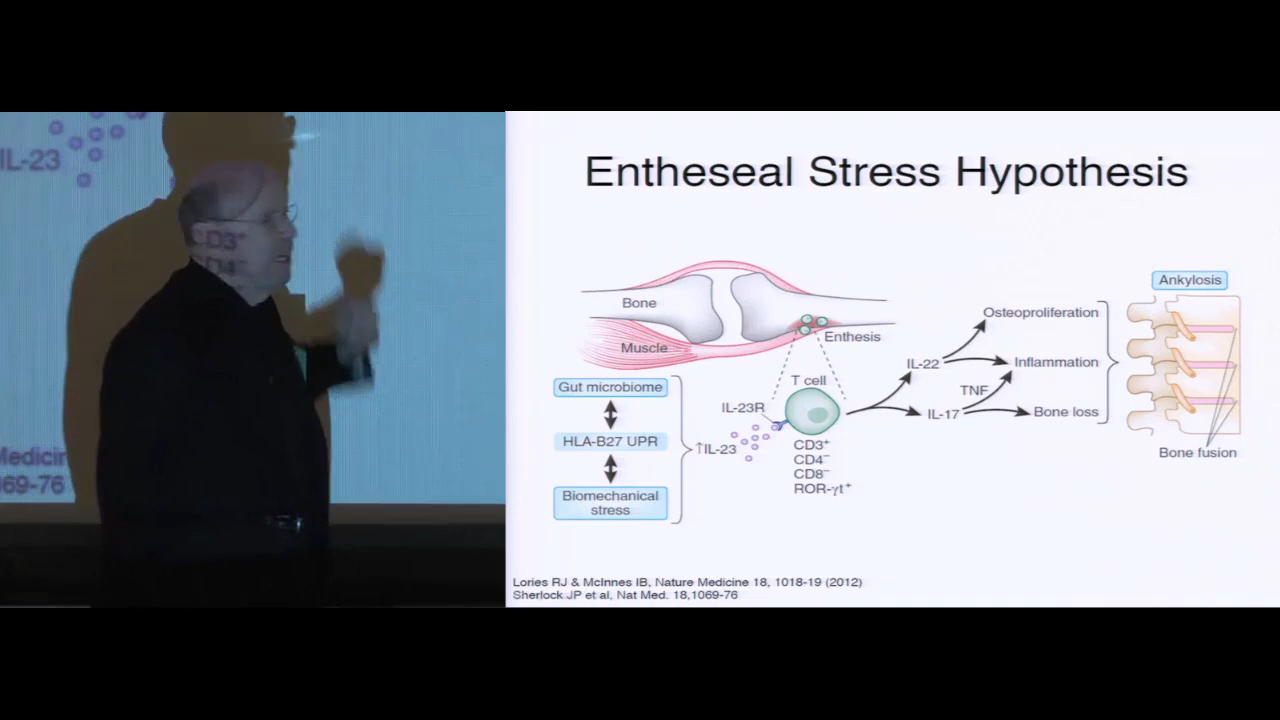 IL-23
CD3⁺
CD4⁻
Medicin
069-76
Entheseal Stress Hypothesis
Bone
Muscle
Enthesis
Gut microbiome
HLA-B27 UPR
Biomechanical
stress
↑IL-23
IL-23R
T cell
CD3⁺
CD4⁻
CD8⁻
ROR-γt⁺
IL-22
IL-17
TNF
Osteoproliferation
Inflammation
Bone loss
Ankylosis
Bone fusion
Lories RJ & McInnes IB, Nature Medicine 18, 1018-19 (2012)
Sherlock JP et al, Nat Med. 18,1069-76